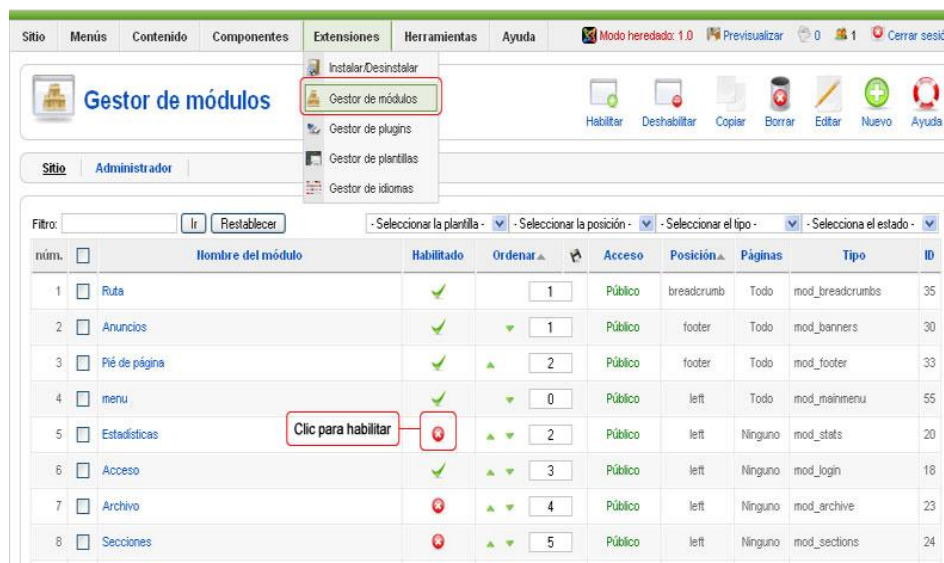 Sitio Menús Contenido Componentes Extensiones Herramientas Ayuda Modo heredado: 1.0 Previsualizar 0 1 Cerrar sesió
Instalar/Desinstalar
Gestor de módulos
Gestor de plugins
Gestor de plantillas
Gestor de idiomas
Gestor de módulos
Habilitar Deshabilitar Copiar Borrar Editar Nuevo Ayuda
Sitio Administrador
Filtro: Ir Restablecer - Seleccionar la plantilla - - Seleccionar la posición - - Seleccionar el tipo - - Selecciona el estado -
núm. Nombre del módulo Habilitado Ordenar Acceso Posición Páginas Tipo ID
1 Ruta 1 Público breadcrumb Todo mod_breadcrumbs 35
2 Anuncios 1 Público footer Todo mod_banners 30
3 Pié de página 2 Público footer Todo mod_footer 33
4 menu 0 Público left Todo mod_mainmenu 55
5 Estadísticas Clic para habilitar 2 Público left Ninguno mod_stats 20
6 Acceso 3 Público left Ninguno mod_login 18
7 Archivo 4 Público left Ninguno mod_archive 23
8 Secciones 5 Público left Ninguno mod_sections 24